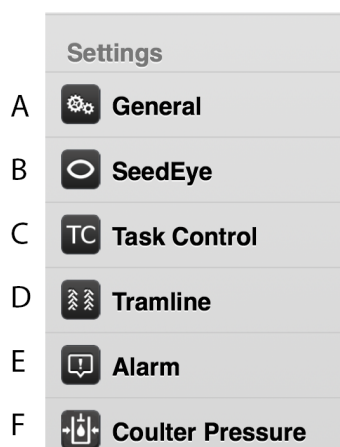 Settings
A General
B SeedEye
C TC Task Control
D Tramline
E Alarm
F Coulter Pressure